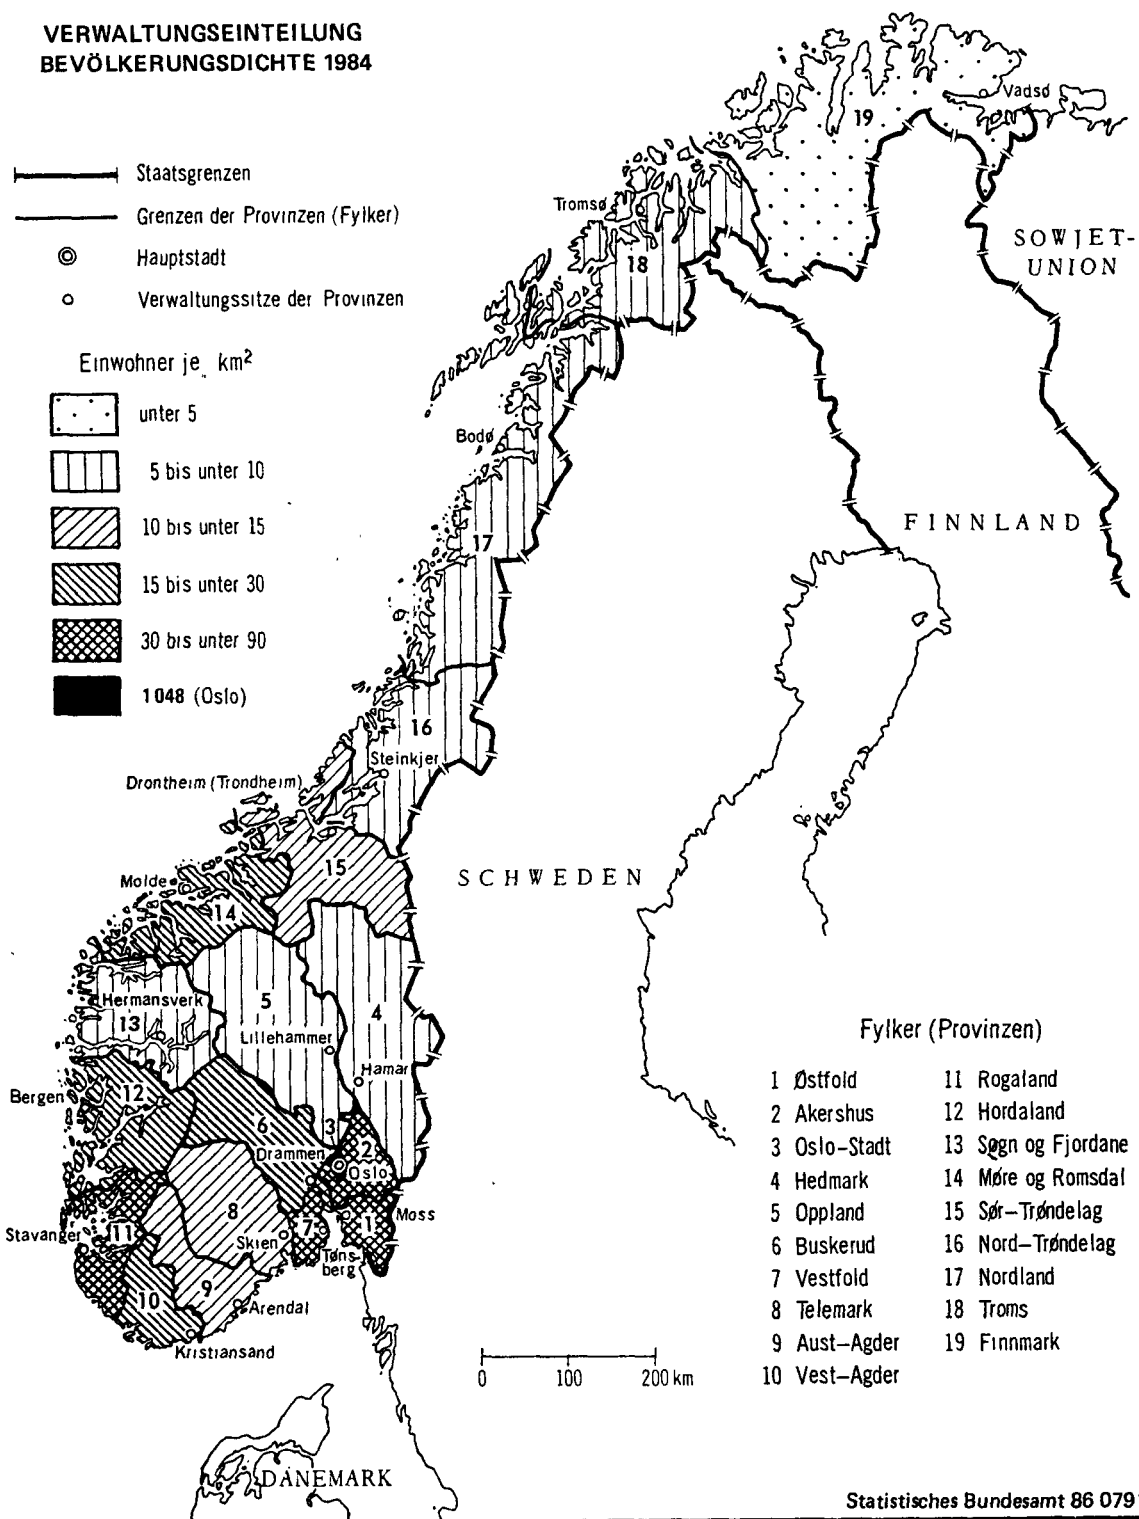 VERWALTUNGSEINTEILUNG
BEVÖLKERUNGSDICHTE 1984
Staatsgrenzen
Grenzen der Provinzen (Fylker)
Hauptstadt
Verwaltungssitze der Provinzen
Einwohner je km²
unter 5
5 bis unter 10
10 bis unter 15
15 bis unter 30
30 bis unter 90
1 048 (Oslo)
Vadsø
19
Tromsø
18
SOWJET-
UNION
Bodø
17
FINNLAND
16
Steinkjer
Drontheim (Trondheim)
15
SCHWEDEN
Molde
14
Hermansverk
13
5
4
Lillehammer
Hamar
Bergen
12
6
3
2
Drammen
Oslo
8
7
1
Moss
Stavanger
11
Skien
Tøns-
berg
9
10
Arendal
Kristiansand
0 100 200 km
DÄNEMARK
Fylker (Provinzen)
1 Østfold
2 Akershus
3 Oslo-Stadt
4 Hedmark
5 Oppland
6 Buskerud
7 Vestfold
8 Telemark
9 Aust-Agder
10 Vest-Agder
11 Rogaland
12 Hordaland
13 Søgn og Fjordane
14 Møre og Romsdal
15 Sør-Trøndelag
16 Nord-Trøndelag
17 Nordland
18 Troms
19 Finnmark
Statistisches Bundesamt 86 079